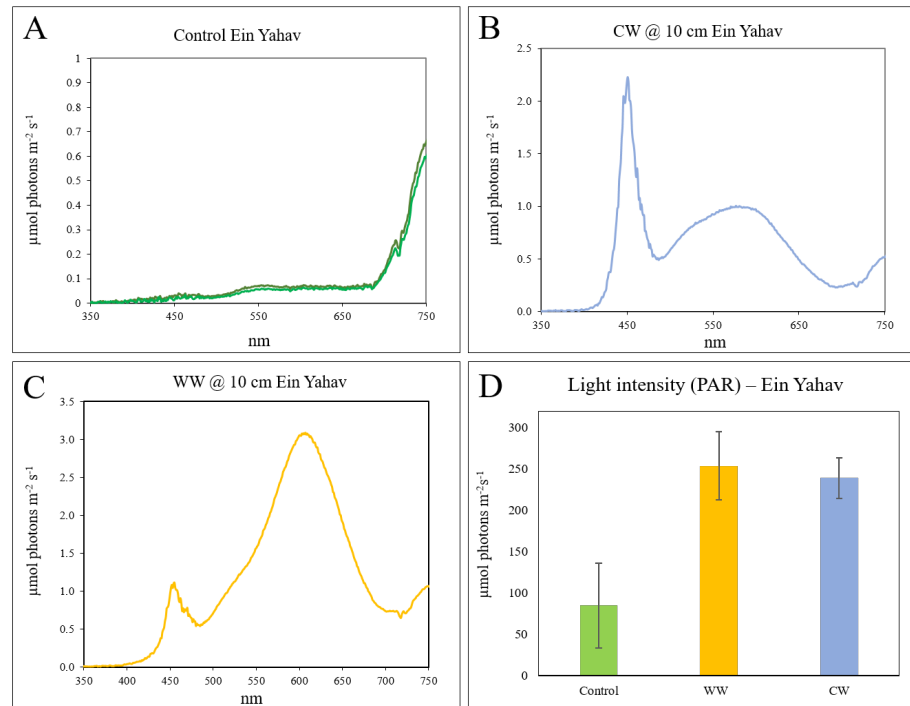 A
Control Ein Yahav
µmol photons m⁻² s⁻¹
1
0.9
0.8
0.7
0.6
0.5
0.4
0.3
0.2
0.1
0
350 450 550 650 750
nm
B
CW @ 10 cm Ein Yahav
µmol photons m⁻² s⁻¹
2.5
2.0
1.5
1.0
0.5
0.0
350 450 550 650 750
nm
C
WW @ 10 cm Ein Yahav
µmol photons m⁻² s⁻¹
3.5
3.0
2.5
2.0
1.5
1.0
0.5
0.0
350 400 450 500 550 600 650 700 750
nm
D
Light intensity (PAR) – Ein Yahav
µmol photons m⁻²s⁻¹
300
250
200
150
100
50
0
Control WW CW